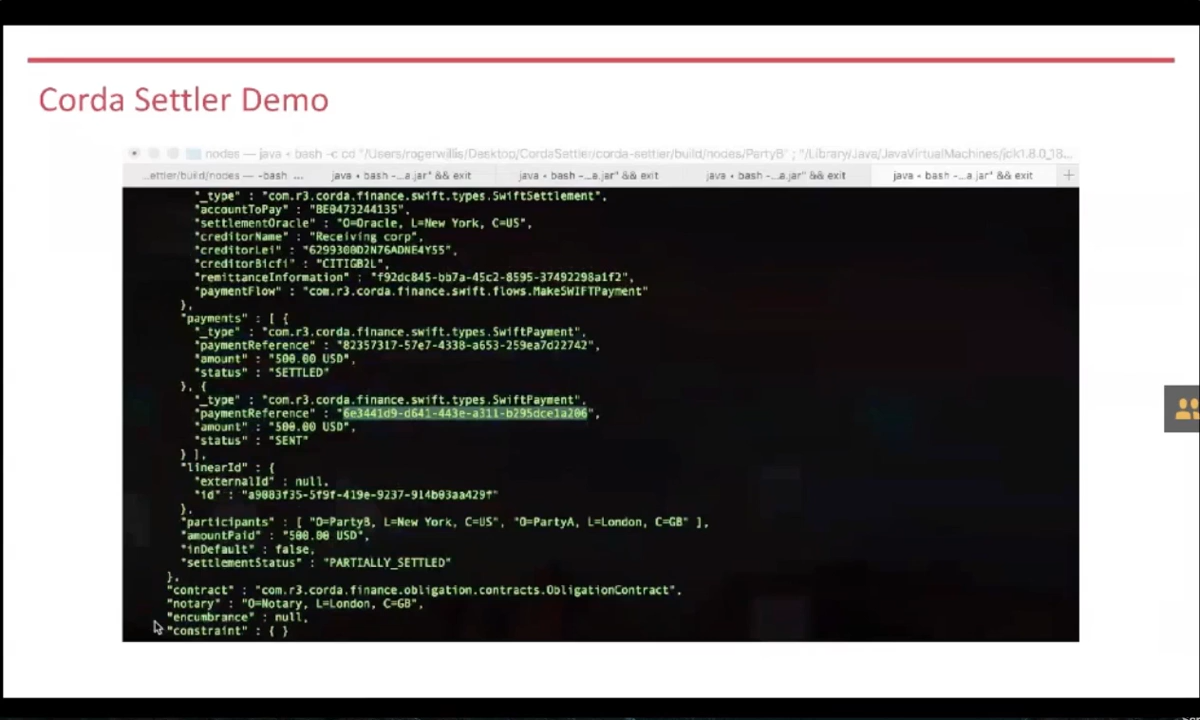 Corda Settler Demo
nodes — java ◂ bash -c cd "/Users/rogerwillis/Desktop/CordaSettler/corda-settler/build/nodes/PartyB" ; "/Library/Java/JavaVirtualMachines/jdk1.8.0_18...
...ettler/build/nodes — -bash ... java ◂ bash -...a.jar" && exit java ◂ bash -...a.jar" && exit java ◂ bash -...a.jar" && exit java ◂ bash -...a.jar" && exit +
"_type" : "com.r3.corda.finance.swift.types.SwiftSettlement",
"accountToPay" : "BE0473244135",
"settlementOracle" : "O=Oracle, L=New York, C=US",
"creditorName" : "Receiving corp",
"creditorLei" : "6299300D2N76ADNE4Y55",
"creditorBicfi" : "CITIGB2L",
"remittanceInformation" : "f92dc845-bb7a-45c2-8595-37492298a1f2",
"paymentFlow" : "com.r3.corda.finance.swift.flows.MakeSWIFTPayment"
},
"payments" : [ {
"_type" : "com.r3.corda.finance.swift.types.SwiftPayment",
"paymentReference" : "82357317-57e7-4338-a653-259ea7d22742",
"amount" : "500.00 USD",
"status" : "SETTLED"
}, {
"_type" : "com.r3.corda.finance.swift.types.SwiftPayment",
"paymentReference" : "6e3441d9-d641-443e-a311-b295dce1a206",
"amount" : "500.00 USD",
"status" : "SENT"
} ],
"linearId" : {
"externalId" : null,
"id" : "a9083f35-5f9f-419e-9237-914b03aa429f"
},
"participants" : [ "O=PartyB, L=New York, C=US", "O=PartyA, L=London, C=GB" ],
"amountPaid" : "500.00 USD",
"inDefault" : false,
"settlementStatus" : "PARTIALLY_SETTLED"
},
"contract" : "com.r3.corda.finance.obligation.contracts.ObligationContract",
"notary" : "O=Notary, L=London, C=GB",
"encumbrance" : null,
"constraint" : { }